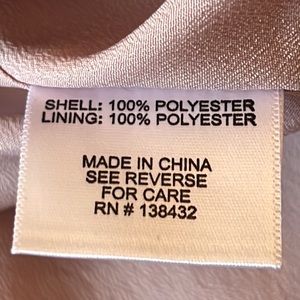 SHELL: 100% POLYESTER
LINING: 100% POLYESTER
MADE IN CHINA
SEE REVERSE
FOR CARE
RN # 138432